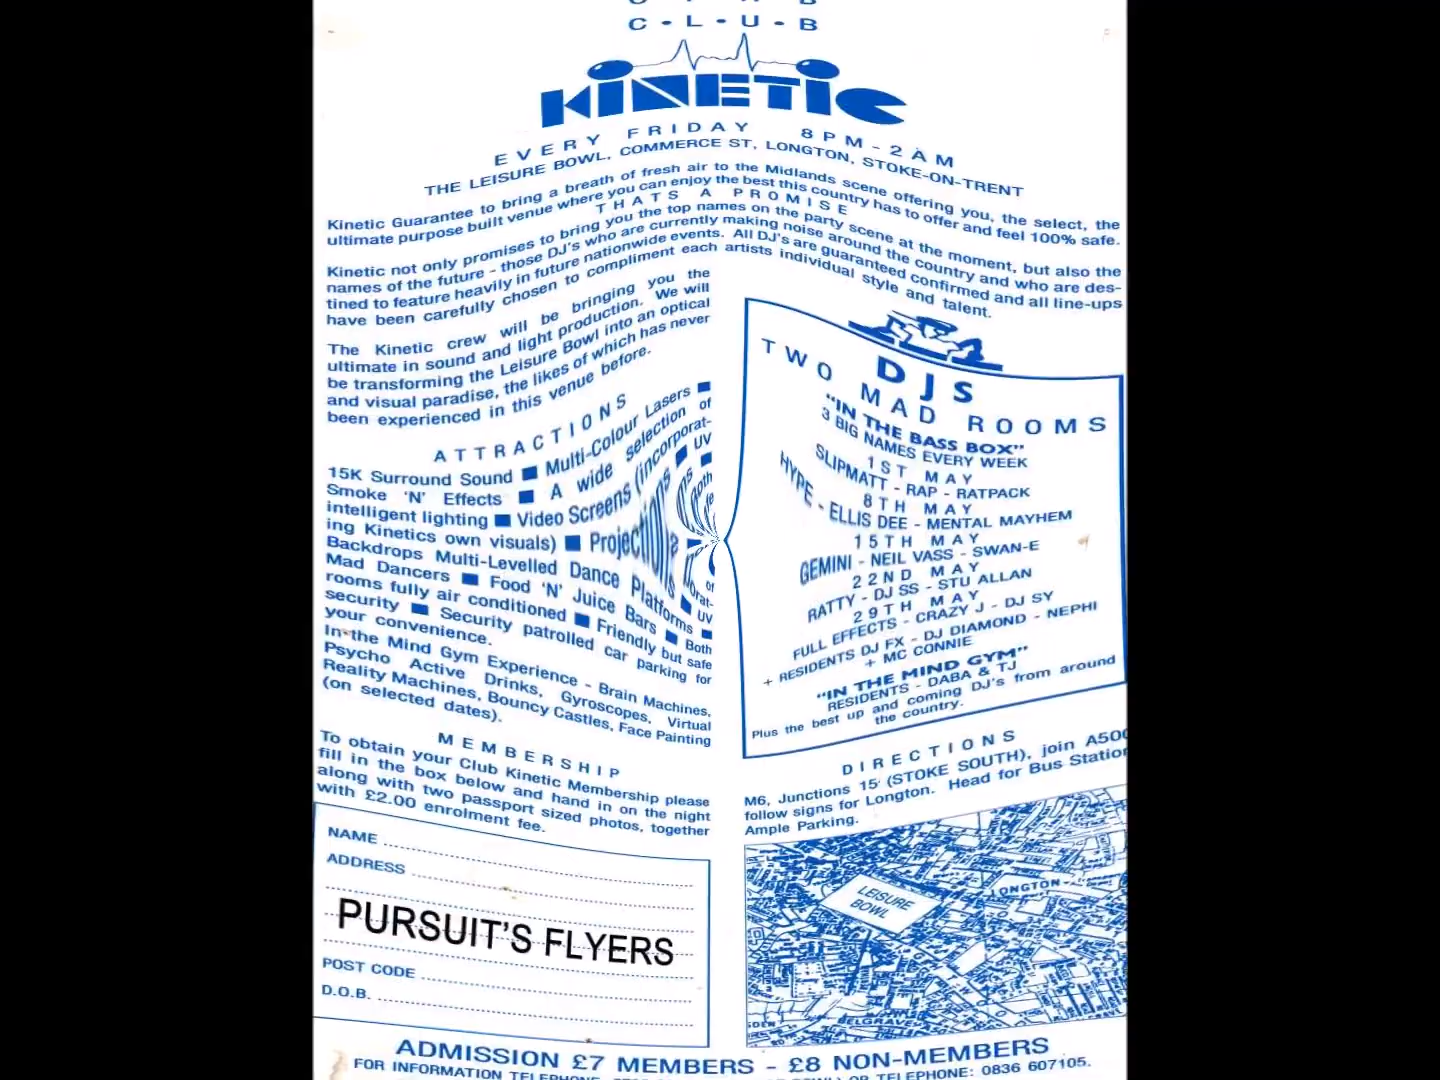 C • L • U • B
KINETIC
EVERY FRIDAY 8PM - 2AM
THE LEISURE BOWL, COMMERCE ST, LONGTON, STOKE-ON-TRENT
Kinetic Guarantee to bring a breath of fresh air to the Midlands scene offering you, the select, the
ultimate purpose built venue where you can enjoy the best this country has to offer and feel 100% safe.
THATS A PROMISE
Kinetic not only promises to bring you the top names on the party scene at the moment, but also the
names of the future - those DJ's who are currently making noise around the country and who are des-
tined to feature heavily in future nationwide events. All DJ's are guaranteed confirmed and all line-ups
have been carefully chosen to compliment each artists individual style and talent.
The Kinetic crew will be bringing you the
ultimate in sound and light production. We will
be transforming the Leisure Bowl into an optical
and visual paradise, the likes of which has never
been experienced in this venue before.
ATTRACTIONS
15K Surround Sound ■ Multi-Colour Lasers ■
Smoke 'N' Effects ■ A wide selection of
intelligent lighting ■ Video Screens (incorporat-
ing Kinetics own visuals) ■ Projections ■ UV
Backdrops Multi-Levelled Dance Platforms ■
Mad Dancers ■ Food 'N' Juice Bars ■ Both
rooms fully air conditioned ■ Friendly but safe
security ■ Security patrolled car parking for
your convenience.
In the Mind Gym Experience - Brain Machines,
Psycho Active Drinks, Gyroscopes, Virtual
Reality Machines, Bouncy Castles, Face Painting
(on selected dates).
MEMBERSHIP
To obtain your Club Kinetic Membership please
fill in the box below and hand in on the night
along with two passport sized photos, together
with £2.00 enrolment fee.
NAME
ADDRESS
PURSUIT'S FLYERS
POST CODE
D.O.B.
DJS
TWO MAD ROOMS
"IN THE BASS BOX"
3 BIG NAMES EVERY WEEK
1ST MAY
SLIPMATT - RAP - RATPACK
8TH MAY
HYPE - ELLIS DEE - MENTAL MAYHEM
15TH MAY
GEMINI - NEIL VASS - SWAN-E
22ND MAY
RATTY - DJ SS - STU ALLAN
29TH MAY
FULL EFFECTS - CRAZY J - DJ SY
+ RESIDENTS DJ FX - DJ DIAMOND - NEPHI
+ MC CONNIE
"IN THE MIND GYM"
RESIDENTS - DABA & TJ
Plus the best up and coming DJ's from around
the country.
DIRECTIONS
M6, Junctions 15 (STOKE SOUTH), join A500
follow signs for Longton. Head for Bus Station
Ample Parking.
LONGTON
LEISURE
BOWL
BELGRAVE
ADMISSION £7 MEMBERS - £8 NON-MEMBERS
FOR INFORMATION TELEPHONE: OR TELEPHONE: 0836 607105.